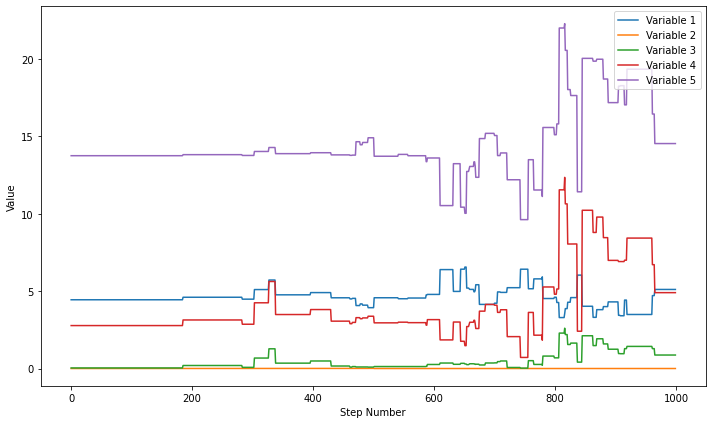 Variable 1
Variable 2
Variable 3
Variable 4
Variable 5
Value
20
15
10
5
0
0
200
400
600
800
1000
Step Number